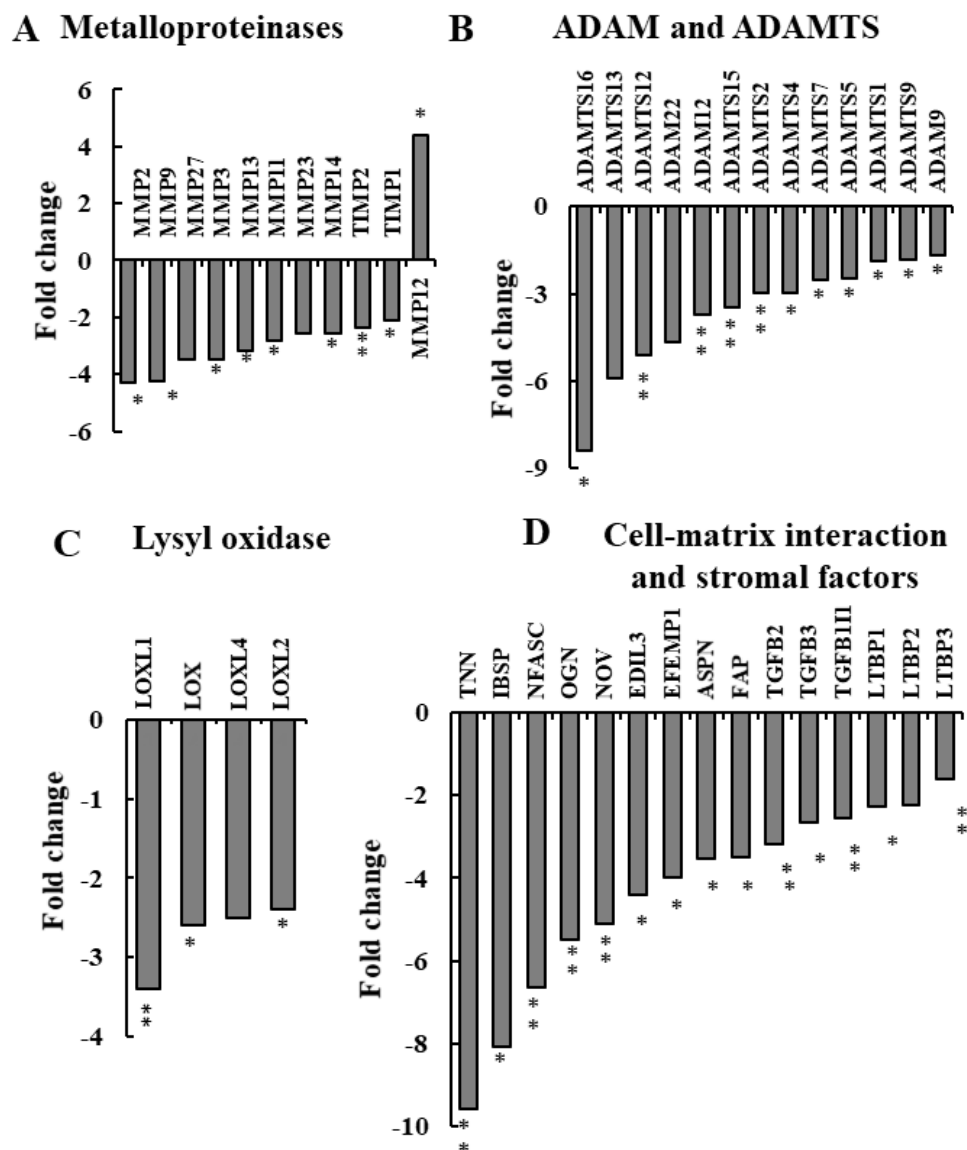 A Metalloproteinases
Fold change
6
4
2
0
-2
-4
-6
MMP2
MMP9
MMP27
MMP3
MMP13
MMP11
MMP23
MMP14
TIMP2
TIMP1
MMP12
*
*
*
*
*
*
*
**
*
B ADAM and ADAMTS
ADAMTS16
ADAMTS13
ADAMTS12
ADAM22
ADAM12
ADAMTS15
ADAMTS2
ADAMTS4
ADAMTS7
ADAMTS5
ADAMTS1
ADAMTS9
ADAM9
Fold change
0
-3
-6
-9
*
**
**
**
**
*
*
*
*
*
*
C Lysyl oxidase
LOXL1
LOX
LOXL4
LOXL2
Fold change
0
-1
-2
-3
-4
**
*
*
D Cell-matrix interaction
and stromal factors
TNN
IBSP
NFASC
OGN
NOV
EDIL3
EFEMP1
ASPN
FAP
TGFB2
TGFB3
TGFB1I1
LTBP1
LTBP2
LTBP3
Fold change
0
-2
-4
-6
-8
-10
**
*
**
**
**
*
*
*
*
**
*
**
*
**